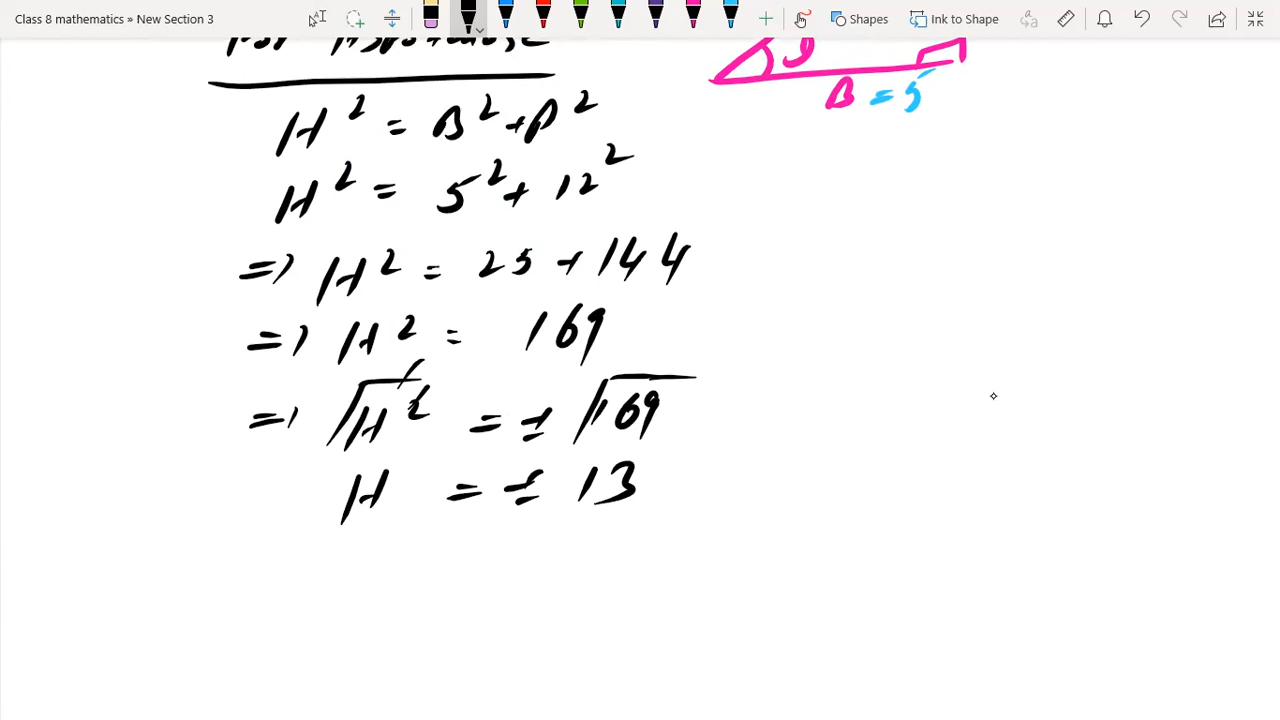 Class 8 mathematics » New Section 3
Shapes
Ink to Shape
B = 5
H² = B² + P²
H² = 5² + 12²
=> H² = 25 + 144
=> H² = 169
=> √H² = ± √169
H = ± 13